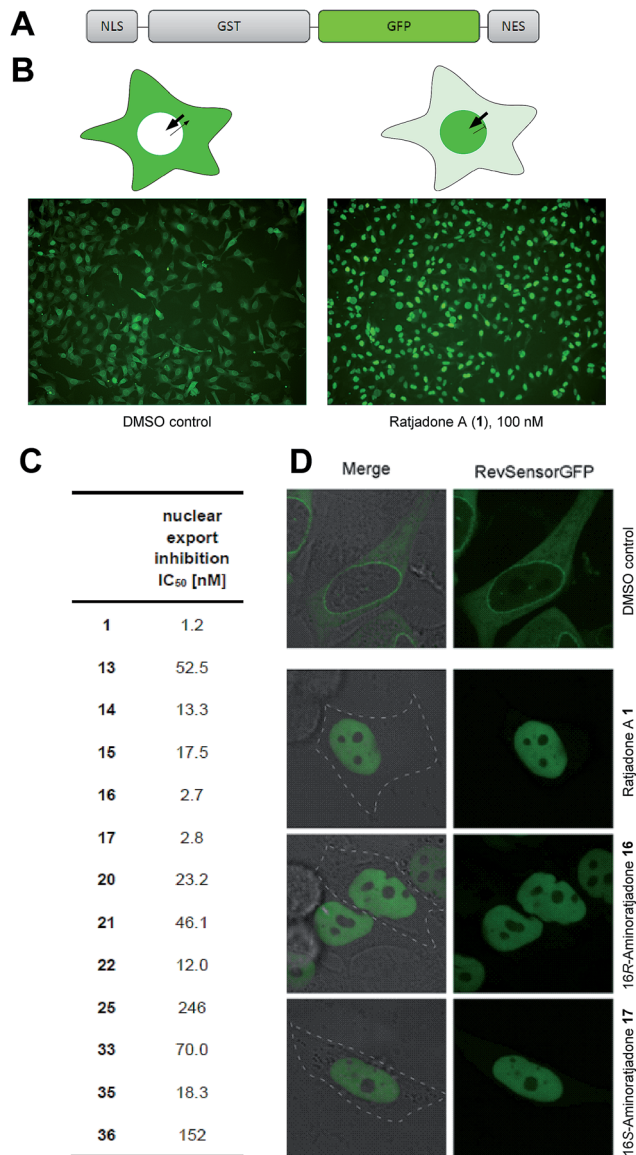 A
NLS
GST
GFP
NES
B
DMSO control
Ratjadone A (1), 100 nM
C
nuclear
export
inhibition
IC₅₀ [nM]
1 1.2
13 52.5
14 13.3
15 17.5
16 2.7
17 2.8
20 23.2
21 46.1
22 12.0
25 246
33 70.0
35 18.3
36 152
D
Merge
RevSensorGFP
DMSO control
Ratjadone A 1
16R-Aminoratjadone 16
16S-Aminoratjadone 17